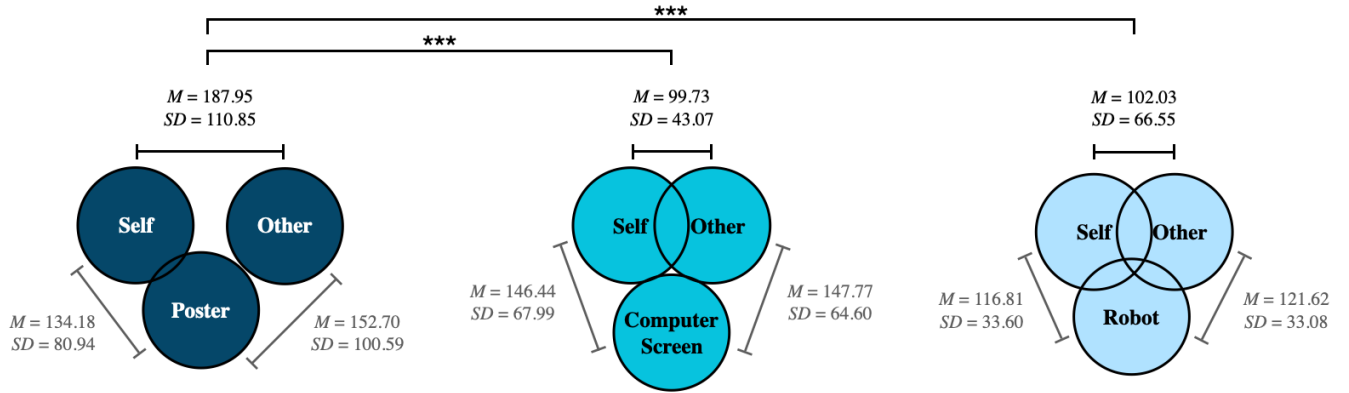 ***
***
M = 187.95
SD = 110.85
M = 99.73
SD = 43.07
M = 102.03
SD = 66.55
Self
Other
Poster
M = 134.18
SD = 80.94
M = 152.70
SD = 100.59
Self
Other
Computer
Screen
M = 146.44
SD = 67.99
M = 147.77
SD = 64.60
Self
Other
Robot
M = 116.81
SD = 33.60
M = 121.62
SD = 33.08